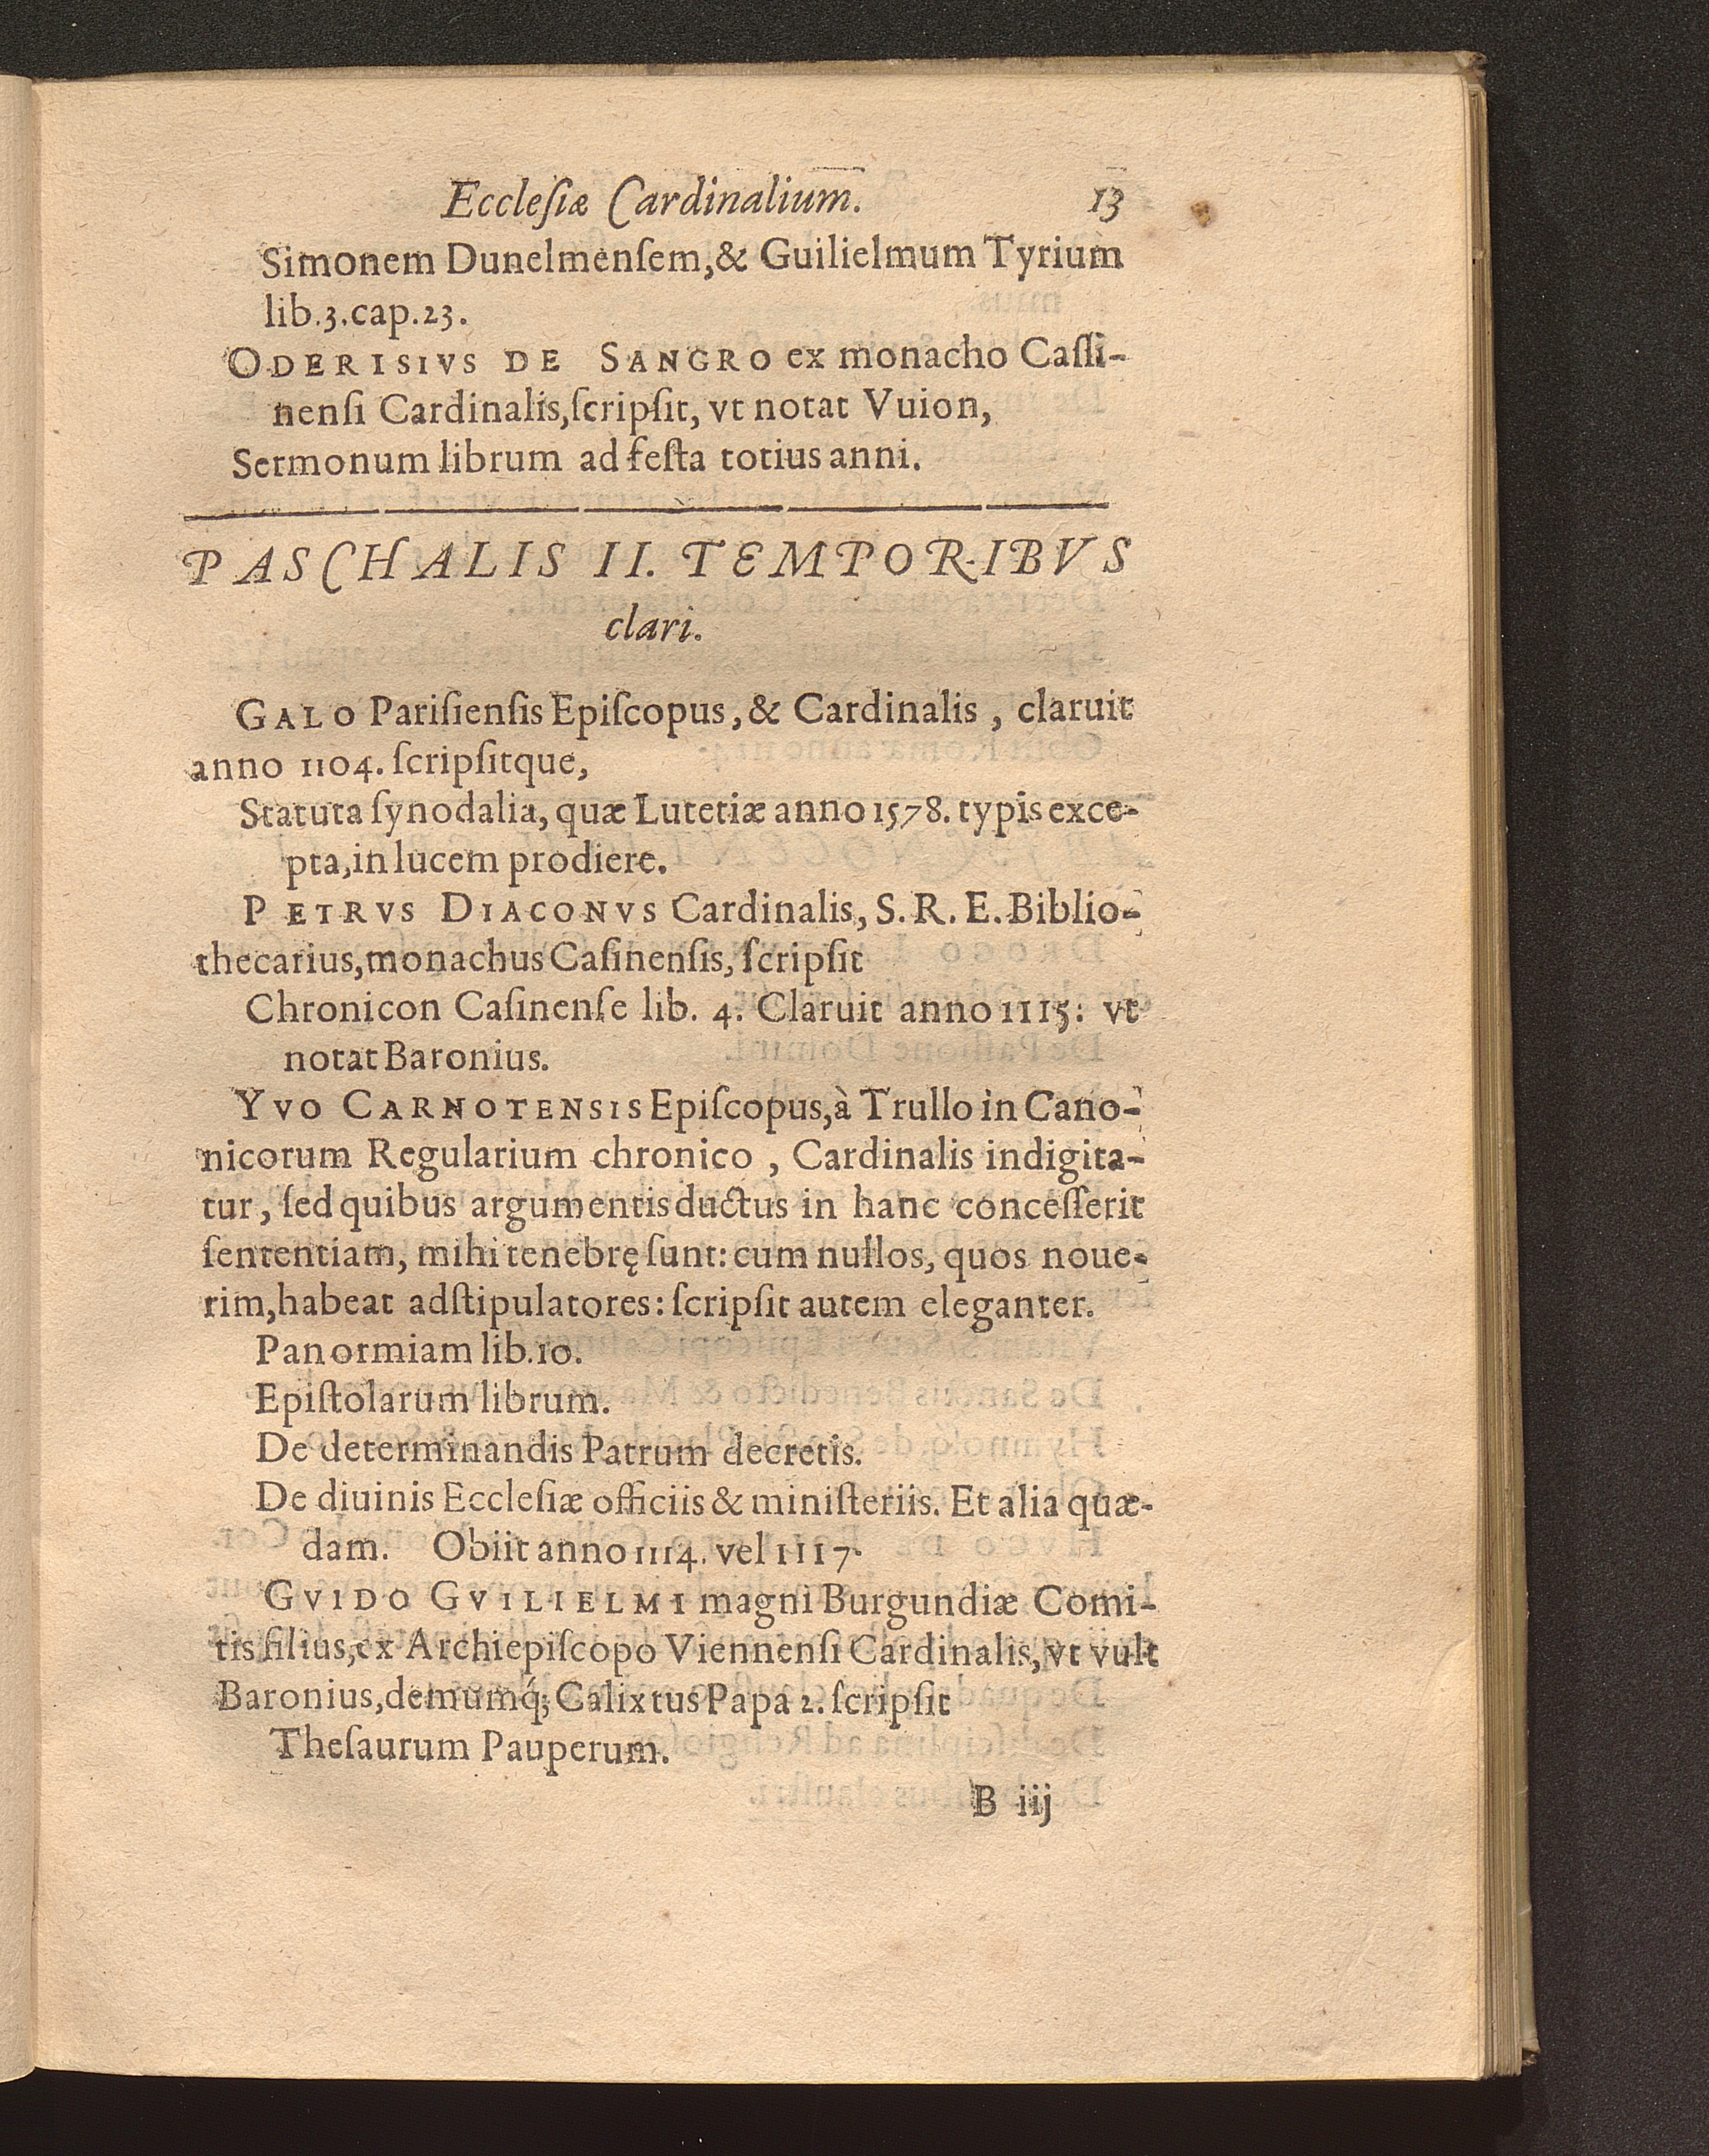 Ecclesiæ Cardinalium. 13
Simonem Dunelmenſem,& Guilielmum Tyrium
lib.3.cap.23.
ODERISIVS DE SANGRO ex monacho Caſſi-
nenſi Cardinalis,ſcripſit, vt notat Vuion,
Sermonum librum ad feſta totius anni.
PASCHALIS II. TEMPORIBVS
clari.
GALO Pariſienſis Epiſcopus, & Cardinalis , claruit
anno 1104. ſcripſitque,
Statuta ſynodalia, quæ Lutetiæ anno 1578. typis exce-
pta,in lucem prodiere.
PETRVS DIACONVS Cardinalis, S. R. E. Biblio-
thecarius,monachus Caſinenſis, ſcripſit
Chronicon Caſinenſe lib. 4. Claruit anno 1115: vt
notat Baronius.
YVO CARNOTENSIS Epiſcopus,à Trullo in Cano-
nicorum Regularium chronico , Cardinalis indigita-
tur, ſed quibus argumentis ductus in hanc conceſſerit
ſententiam, mihi tenebrę ſunt: cum nullos, quos noue-
rim,habeat adſtipulatores: ſcripſit autem eleganter.
Panormiam lib.10.
Epiſtolarum librum.
De determinandis Patrum decretis.
De diuinis Eccleſiæ officiis & miniſteriis. Et alia quæ-
dam. Obiit anno 1114. vel 1117.
GVIDO GVILIELMI magni Burgundiæ Comi-
tis filius,ex Archiepiſcopo Viennenſi Cardinalis,vt vult
Baronius,demumq́; Calixtus Papa 2. ſcripſit
Theſaurum Pauperum.
B iij